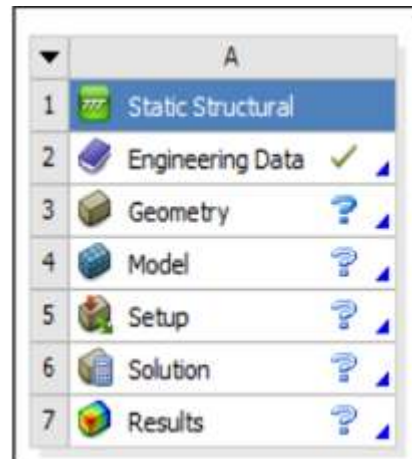 A
1 Static Structural
2 Engineering Data
3 Geometry ?
4 Model ?
5 Setup ?
6 Solution ?
7 Results ?